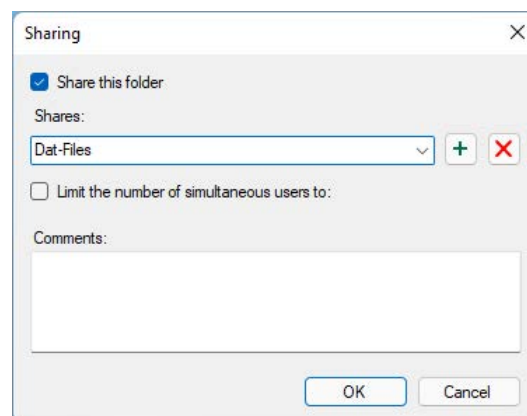 Sharing
Share this folder
Shares:
Dat-Files
Limit the number of simultaneous users to:
Comments:
OK
Cancel